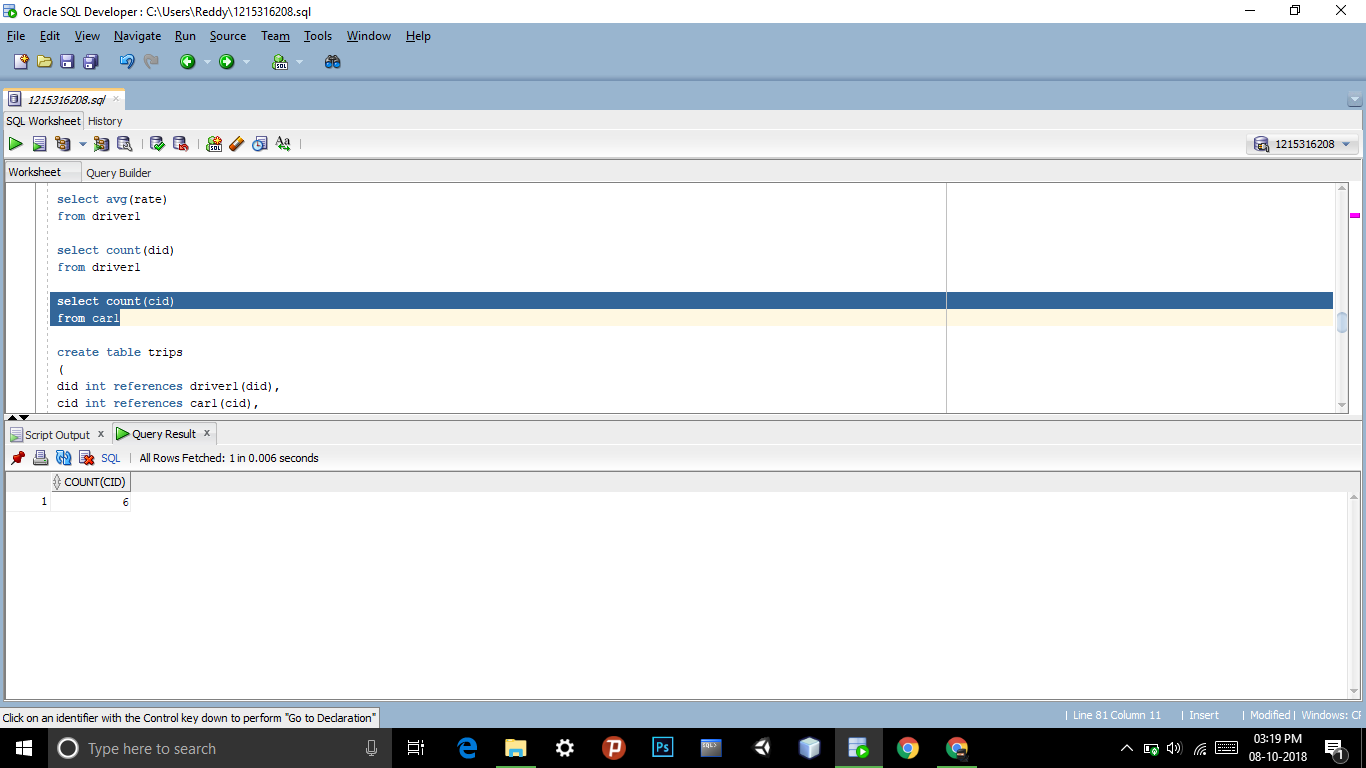 Oracle SQL Developer : C:\Users\Reddy\1215316208.sql
File Edit View Navigate Run Source Team Tools Window Help
SQL
1215316208.sql
SQL Worksheet History
Aa
1215316208
Worksheet Query Builder
select avg(rate)
from driver1
select count(did)
from driver1
select count(cid)
from car1
create table trips
(
did int references driver1(did),
cid int references car1(cid),
Script Output x Query Result x
SQL | All Rows Fetched: 1 in 0.006 seconds
COUNT(CID)
1 6
Click on an identifier with the Control key down to perform "Go to Declaration"
| Line 81 Column 11 | Insert | Modified | Windows: CF
Type here to search
Ps
SQL>
03:19 PM
08-10-2018
1